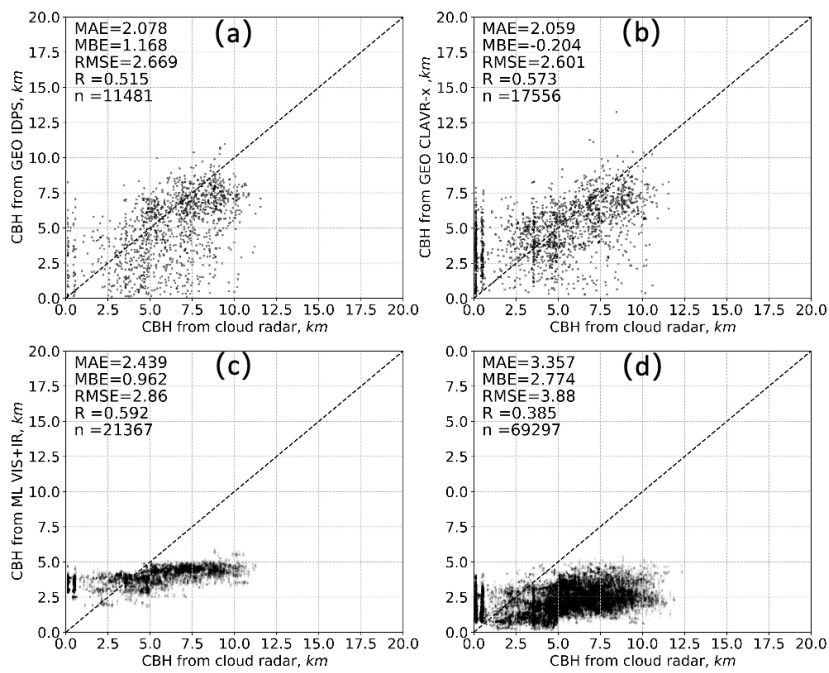 (a)
MAE=2.078
MBE=1.168
RMSE=2.669
R =0.515
n =11481
20.0
17.5
15.0
12.5
10.0
7.5
5.0
2.5
0.0
CBH from GEO IDPS, km
0.0 2.5 5.0 7.5 10.0 12.5 15.0 17.5 20.0
CBH from cloud radar, km
(b)
MAE=2.059
MBE=-0.204
RMSE=2.601
R =0.573
n =17556
20.0
17.5
15.0
12.5
10.0
7.5
5.0
2.5
0.0
CBH from GEO CLAVR-x ,km
0.0 2.5 5.0 7.5 10.0 12.5 15.0 17.5 20.0
CBH from cloud radar, km
(c)
MAE=2.439
MBE=0.962
RMSE=2.86
R =0.592
n =21367
20.0
17.5
15.0
12.5
10.0
7.5
5.0
2.5
0.0
CBH from ML VIS+IR, km
0.0 2.5 5.0 7.5 10.0 12.5 15.0 17.5 20.0
CBH from cloud radar, km
(d)
MAE=3.357
MBE=2.774
RMSE=3.88
R =0.385
n =69297
0.0
7.5
5.0
2.5
0.0
7.5
5.0
2.5
0.0
0.0 2.5 5.0 7.5 10.0 12.5 15.0 17.5 20.0
CBH from cloud radar, km